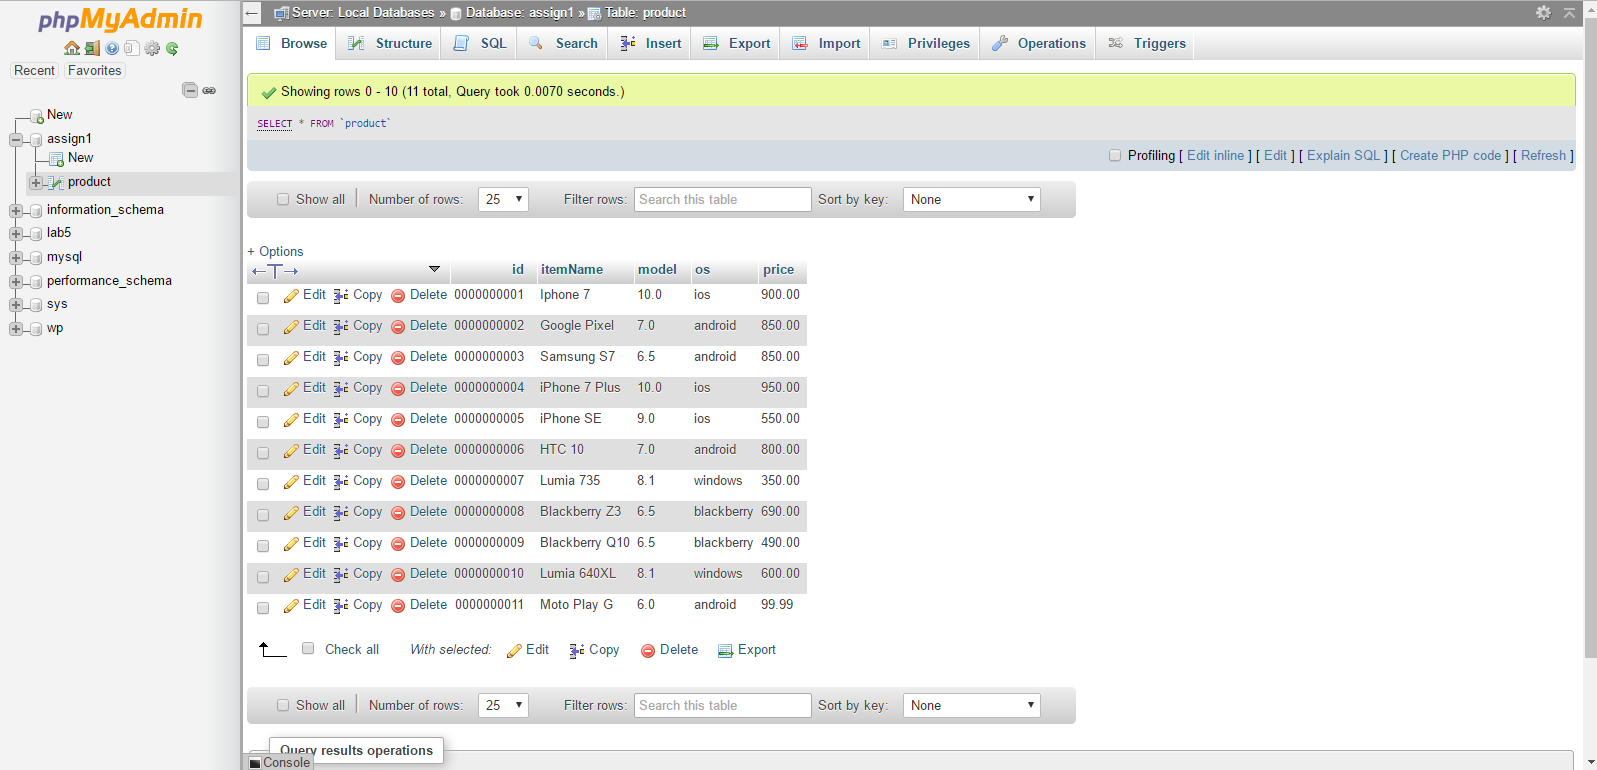 phpMyAdmin
Recent Favorites
New
assign1
New
product
information_schema
lab5
mysql
performance_schema
sys
wp
Server: Local Databases » Database: assign1 » Table: product
Browse Structure SQL Search Insert Export Import Privileges Operations Triggers
Showing rows 0 - 10 (11 total, Query took 0.0070 seconds.)
SELECT * FROM `product`
Profiling [ Edit inline ] [ Edit ] [ Explain SQL ] [ Create PHP code ] [ Refresh ]
Show all Number of rows: 25 Filter rows: Search this table Sort by key: None
+ Options
id itemName model os price
Edit Copy Delete 0000000001 Iphone 7 10.0 ios 900.00
Edit Copy Delete 0000000002 Google Pixel 7.0 android 850.00
Edit Copy Delete 0000000003 Samsung S7 6.5 android 850.00
Edit Copy Delete 0000000004 iPhone 7 Plus 10.0 ios 950.00
Edit Copy Delete 0000000005 iPhone SE 9.0 ios 550.00
Edit Copy Delete 0000000006 HTC 10 7.0 android 800.00
Edit Copy Delete 0000000007 Lumia 735 8.1 windows 350.00
Edit Copy Delete 0000000008 Blackberry Z3 6.5 blackberry 690.00
Edit Copy Delete 0000000009 Blackberry Q10 6.5 blackberry 490.00
Edit Copy Delete 0000000010 Lumia 640XL 8.1 windows 600.00
Edit Copy Delete 0000000011 Moto Play G 6.0 android 99.99
Check all With selected: Edit Copy Delete Export
Show all Number of rows: 25 Filter rows: Search this table Sort by key: None
Query results operations
Console